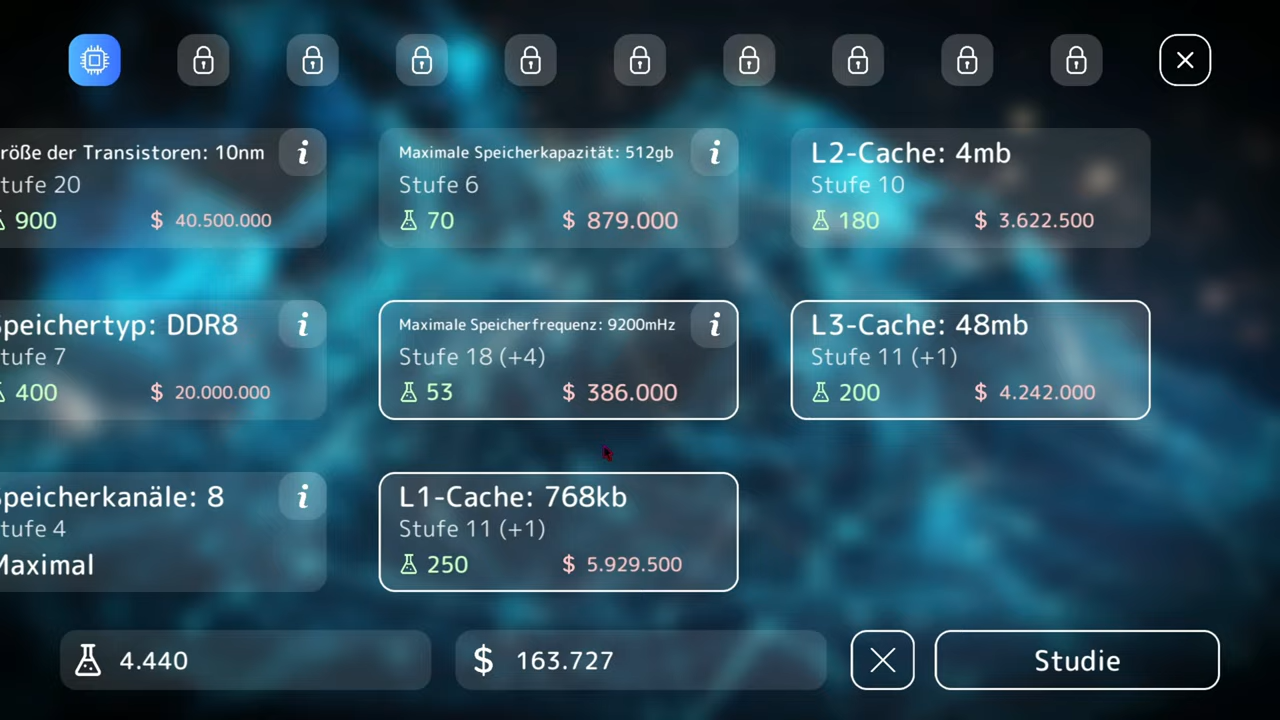 röße der Transistoren: 10nm
tufe 20
900
$ 40.500.000
Maximale Speicherkapazität: 512gb
Stufe 6
70
$ 879.000
L2-Cache: 4mb
Stufe 10
180
$ 3.622.500
peichertyp: DDR8
tufe 7
400
$ 20.000.000
Maximale Speicherfrequenz: 9200mHz
Stufe 18 (+4)
53
$ 386.000
L3-Cache: 48mb
Stufe 11 (+1)
200
$ 4.242.000
peicherkanäle: 8
tufe 4
Maximal
L1-Cache: 768kb
Stufe 11 (+1)
250
$ 5.929.500
4.440
$ 163.727
Studie